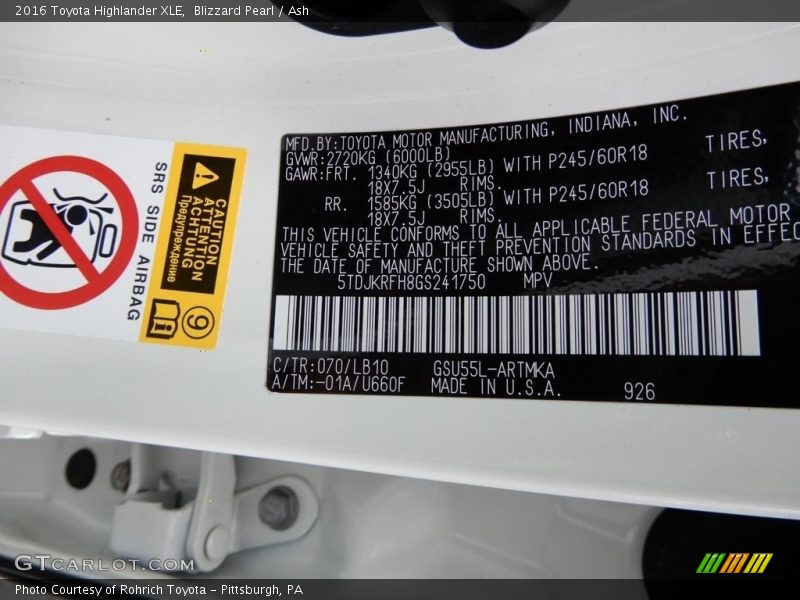 2016 Toyota Highlander XLE, Blizzard Pearl / Ash
MFD.BY:TOYOTA MOTOR MANUFACTURING, INDIANA, INC.
GVWR:2720KG (6000LB)
GAWR:FRT. 1340KG (2955LB) WITH P245/60R18 TIRES,
18X7.5J RIMS.
RR. 1585KG (3505LB) WITH P245/60R18 TIRES,
18X7.5J RIMS.
THIS VEHICLE CONFORMS TO ALL APPLICABLE FEDERAL MOTOR
VEHICLE SAFETY AND THEFT PREVENTION STANDARDS IN EFFEC
THE DATE OF MANUFACTURE SHOWN ABOVE.
5TDJKRFH8GS241750 MPV
C/TR:070/LB10 GSU55L-ARTMKA
A/TM:-01A/U660F MADE IN U.S.A. 926
SRS SIDE AIRBAG
CAUTION
ATTENTION
ACHTUNG
Предупреждение
9
GTCARLOT.COM
Photo Courtesy of Rohrich Toyota - Pittsburgh, PA